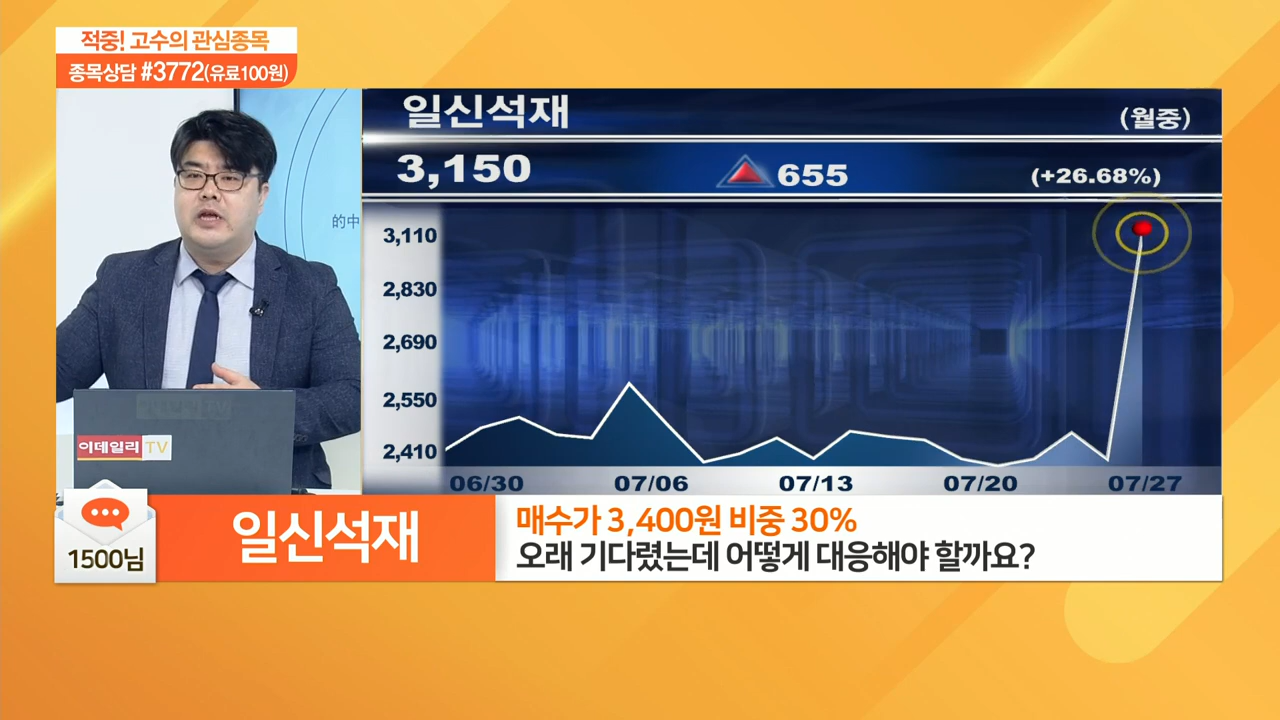 적중! 고수의 관심종목
종목상담 #3772(유료100원)
的中
이데일리 TV
일신석재
(월중)
3,150
655
(+26.68%)
3,110
2,830
2,690
2,550
2,410
06/30
07/06
07/13
07/20
07/27
1500님
일신석재
매수가 3,400원 비중 30%
오래 기다렸는데 어떻게 대응해야 할까요?